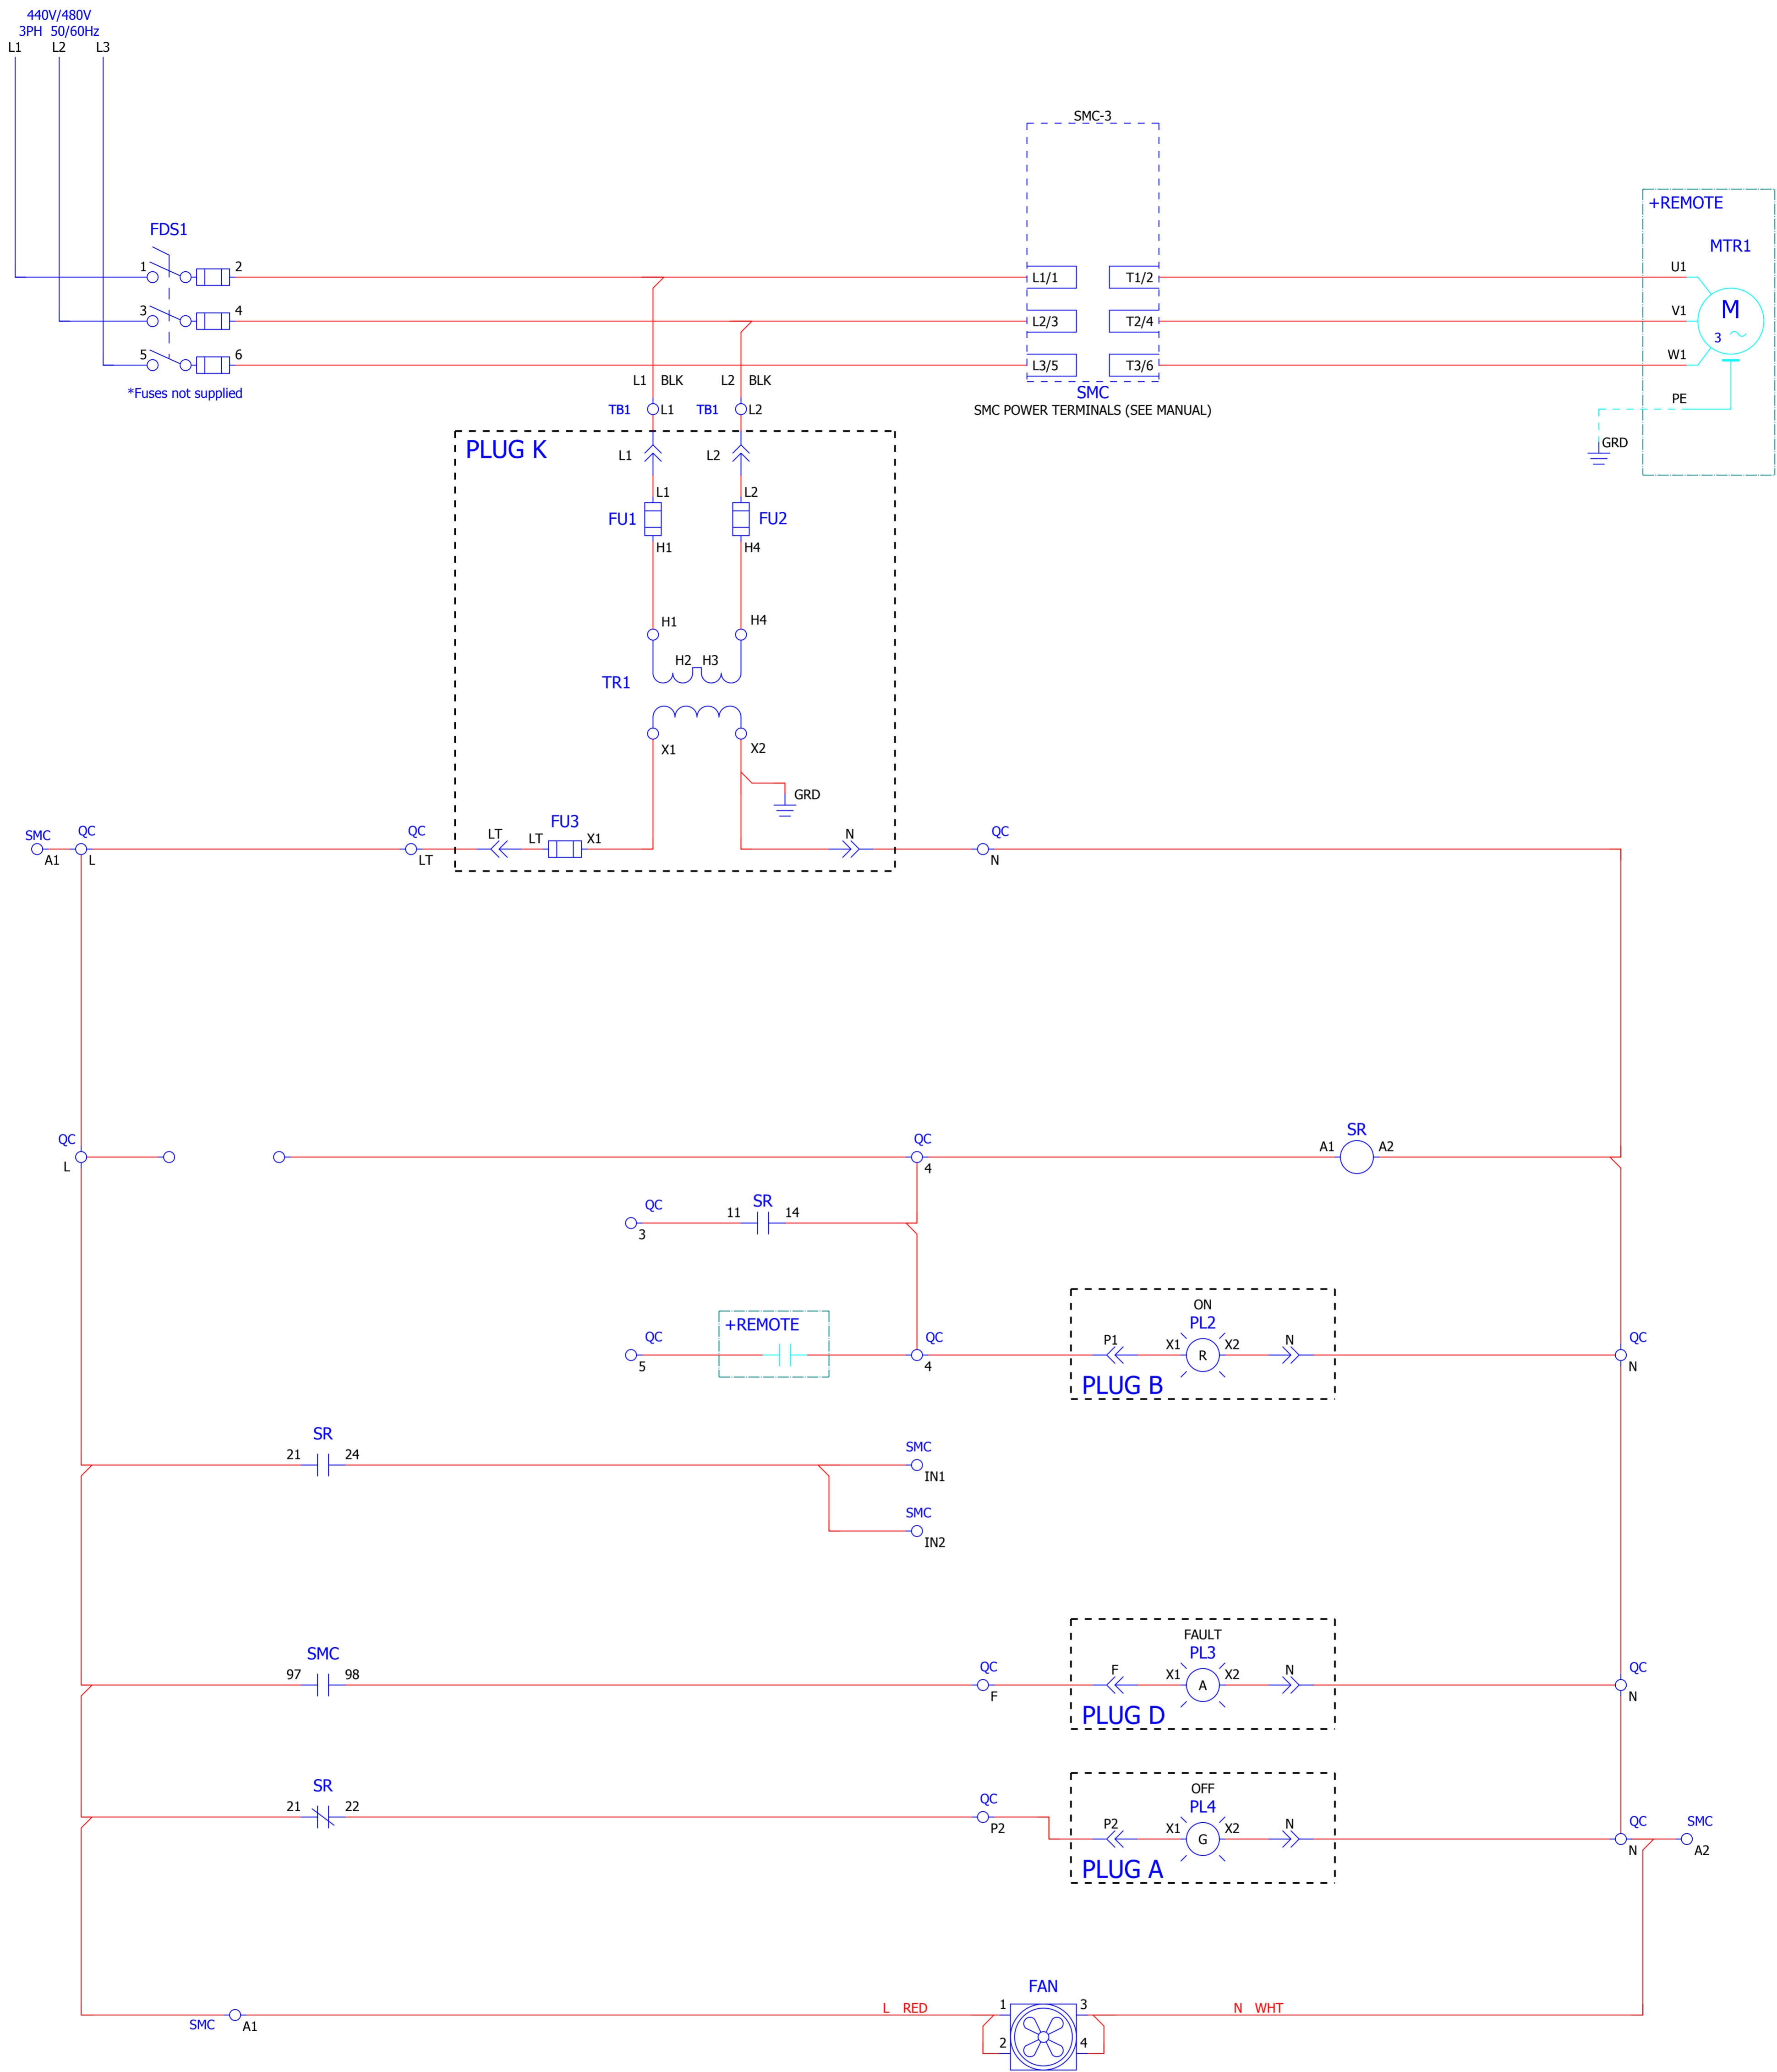 440V/480V
3PH 50/60Hz
L1 L2 L3
SMC-3
+REMOTE
FDS1
MTR1
1 2 L1/1 T1/2 U1
3 4 L2/3 T2/4 V1
M
3
5 6 L3/5 T3/6 W1
*Fuses not supplied
L1 BLK L2 BLK
SMC
SMC POWER TERMINALS (SEE MANUAL)
PE
TB1 L1 TB1 L2
GRD
PLUG K
L1 L2
L1 L2
FU1 FU2
H1 H4
H1 H4
H2 H3
TR1
X1 X2
GRD
FU3
SMC QC QC LT LT X1 N QC
A1 L LT N
QC QC SR
A1 A2
L 4
QC SR
11 14
3
+REMOTE
ON
PL2
QC QC P1 X1 X2 N QC
R
5 4 N
PLUG B
SR
21 24 SMC
IN1
SMC
IN2
FAULT
SMC PL3
97 98 QC F X1 X2 N QC
A
F N
PLUG D
SR OFF
21 22 QC PL4
P2 P2 X1 X2 N QC SMC
G
N A2
PLUG A
FAN
L RED 1 3 N WHT
SMC A1
2 4